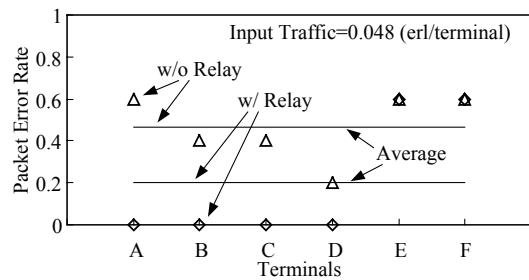 Input Traffic=0.048 (erl/terminal)
w/o Relay
w/ Relay
Average
Packet Error Rate
1
0.8
0.6
0.4
0.2
0
A B C D E F
Terminals